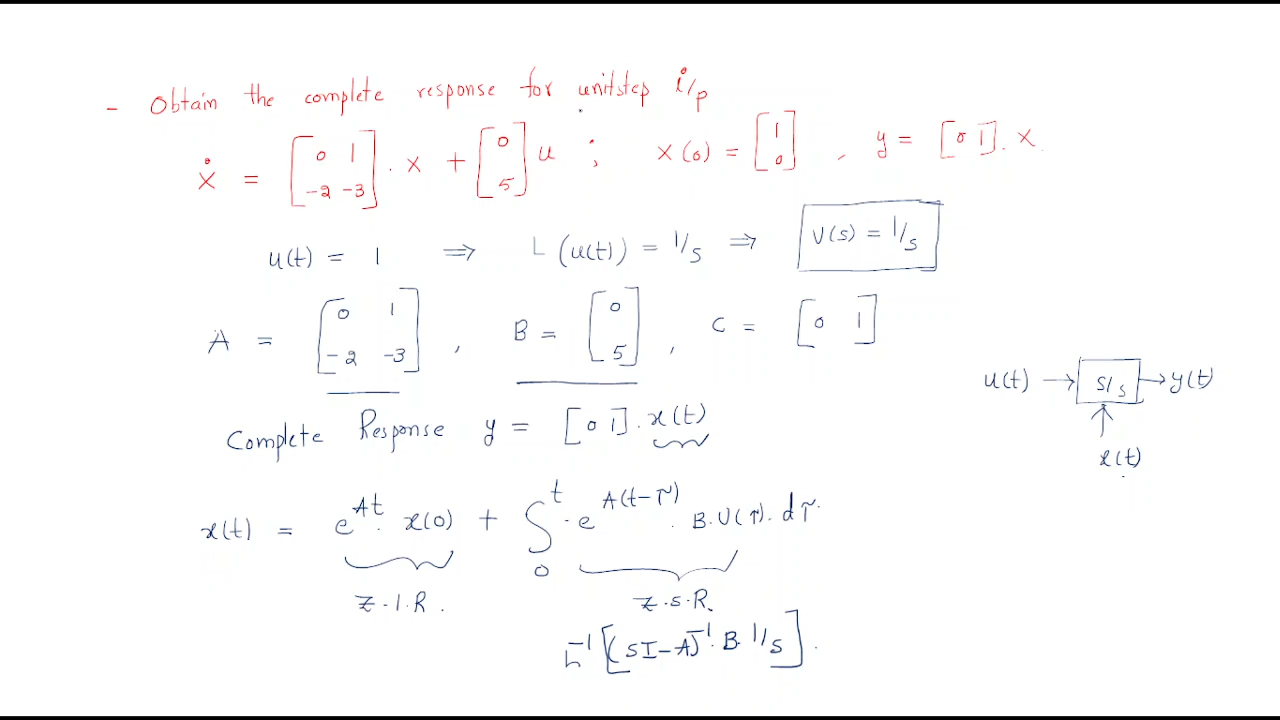 - Obtain the complete response for unitstep i/p
ẋ = [0 1; -2 -3] . x + [0; 5] u ; x(0) = [1; 0] , y = [0 1] . x
u(t) = 1 ⇒ L(u(t)) = 1/s ⇒ U(s) = 1/s
A = [0 1; -2 -3] , B = [0; 5] , C = [0 1]
u(t) → S/s → y(t)
x(t)
Complete Response y = [0 1] . x(t)
x(t) = e^{At} . x(0) + ∫_0^t . e^{A(t-τ)} . B.U(τ). dτ.
Z.I.R. Z.S.R.
L^{-1} [(SI-A)^{-1} . B. 1/s] .